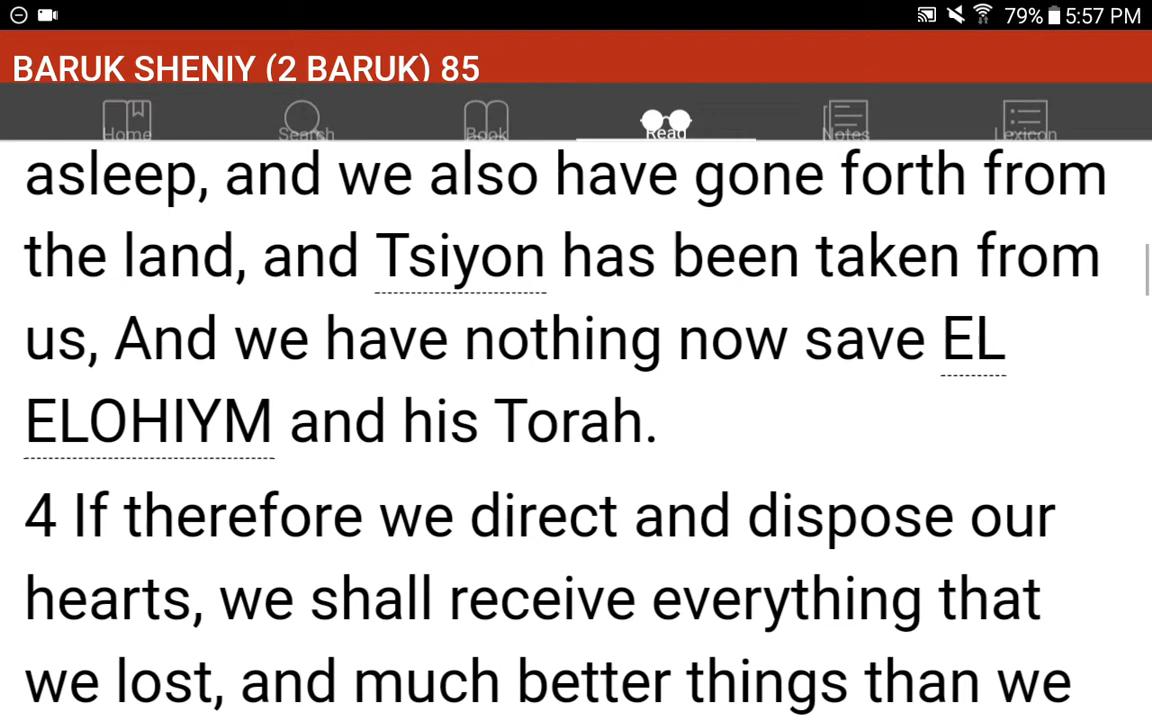 79% 5:57 PM
BARUK SHENIY (2 BARUK) 85
Home Search Book Read Notes Lexicon
asleep, and we also have gone forth from
the land, and Tsiyon has been taken from
us, And we have nothing now save EL
ELOHIYM and his Torah.
4 If therefore we direct and dispose our
hearts, we shall receive everything that
we lost, and much better things than we